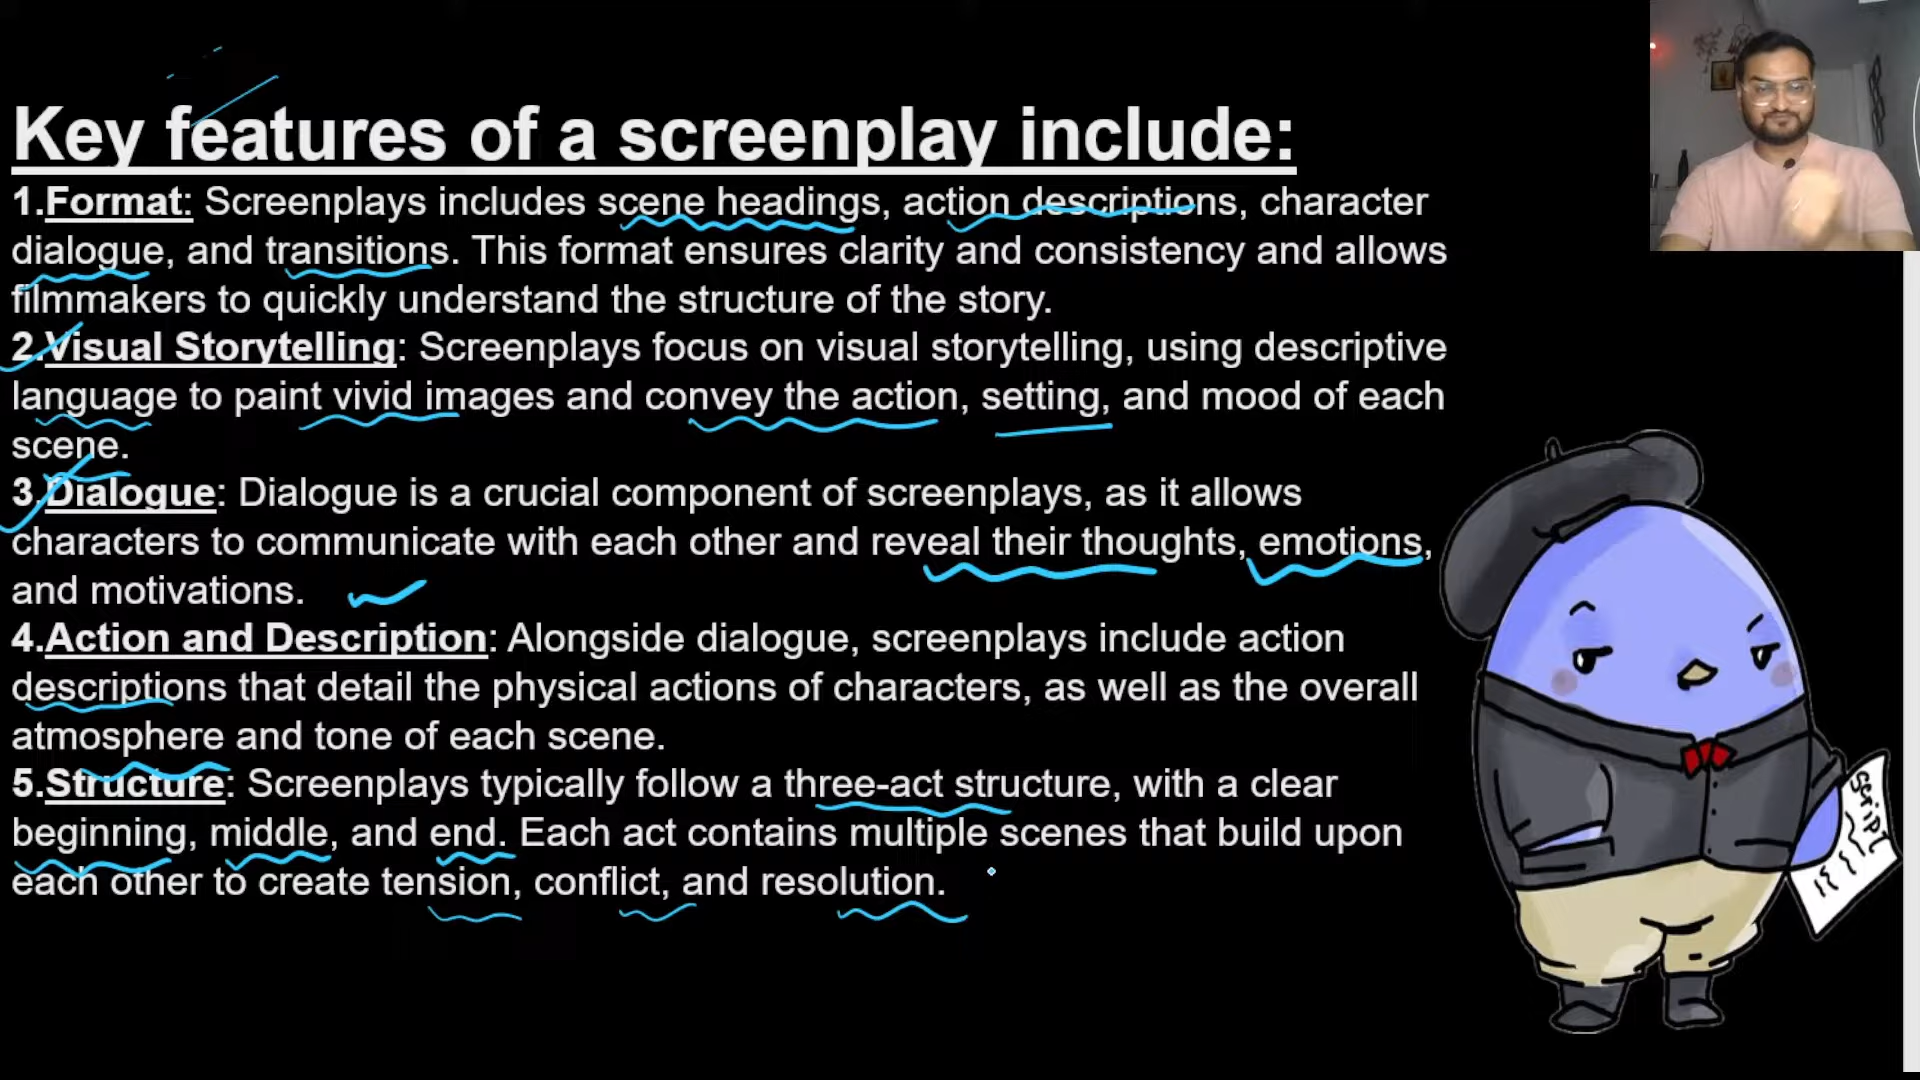 Key features of a screenplay include:
1.Format: Screenplays includes scene headings, action descriptions, character
dialogue, and transitions. This format ensures clarity and consistency and allows
filmmakers to quickly understand the structure of the story.
2.Visual Storytelling: Screenplays focus on visual storytelling, using descriptive
language to paint vivid images and convey the action, setting, and mood of each
scene.
3.Dialogue: Dialogue is a crucial component of screenplays, as it allows
characters to communicate with each other and reveal their thoughts, emotions,
and motivations.
4.Action and Description: Alongside dialogue, screenplays include action
descriptions that detail the physical actions of characters, as well as the overall
atmosphere and tone of each scene.
5.Structure: Screenplays typically follow a three-act structure, with a clear
beginning, middle, and end. Each act contains multiple scenes that build upon
each other to create tension, conflict, and resolution.
Script